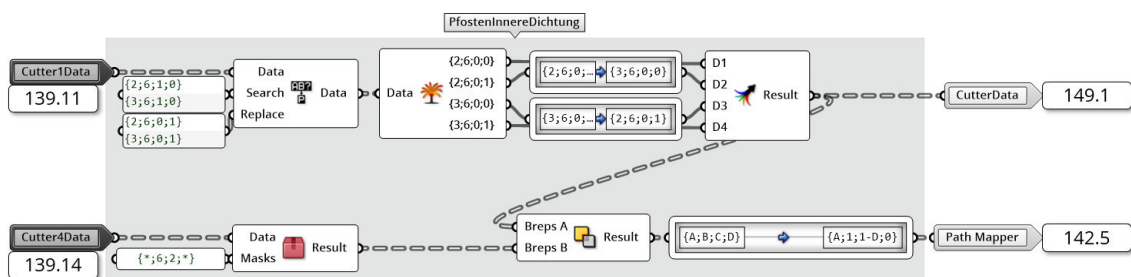 PfostenInnereDichtung
Cutter1Data
139.11
{2;6;1;0}
{3;6;1;0}
{2;6;0;1}
{3;6;0;1}
Data
Search
Replace
AB?
P
Data
Data
{2;6;0;0}
{2;6;0;1}
{3;6;0;0}
{3;6;0;1}
{2;6;0;… {3;6;0;0}
{3;6;0;… {2;6;0;1}
D1
D2
D3
D4
Result
CutterData
149.1
Cutter4Data
139.14
{*;6;2;*}
Data
Masks
Result
Breps A
Breps B
Result
{A;B;C;D} {A;1;1-D;0}
Path Mapper
142.5